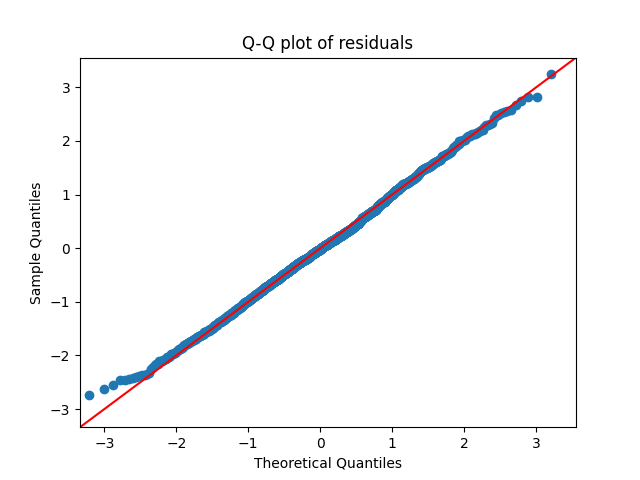 Q-Q plot of residuals
Sample Quantiles
3
2
1
0
−1
−2
−3
−3 −2 −1 0 1 2 3
Theoretical Quantiles